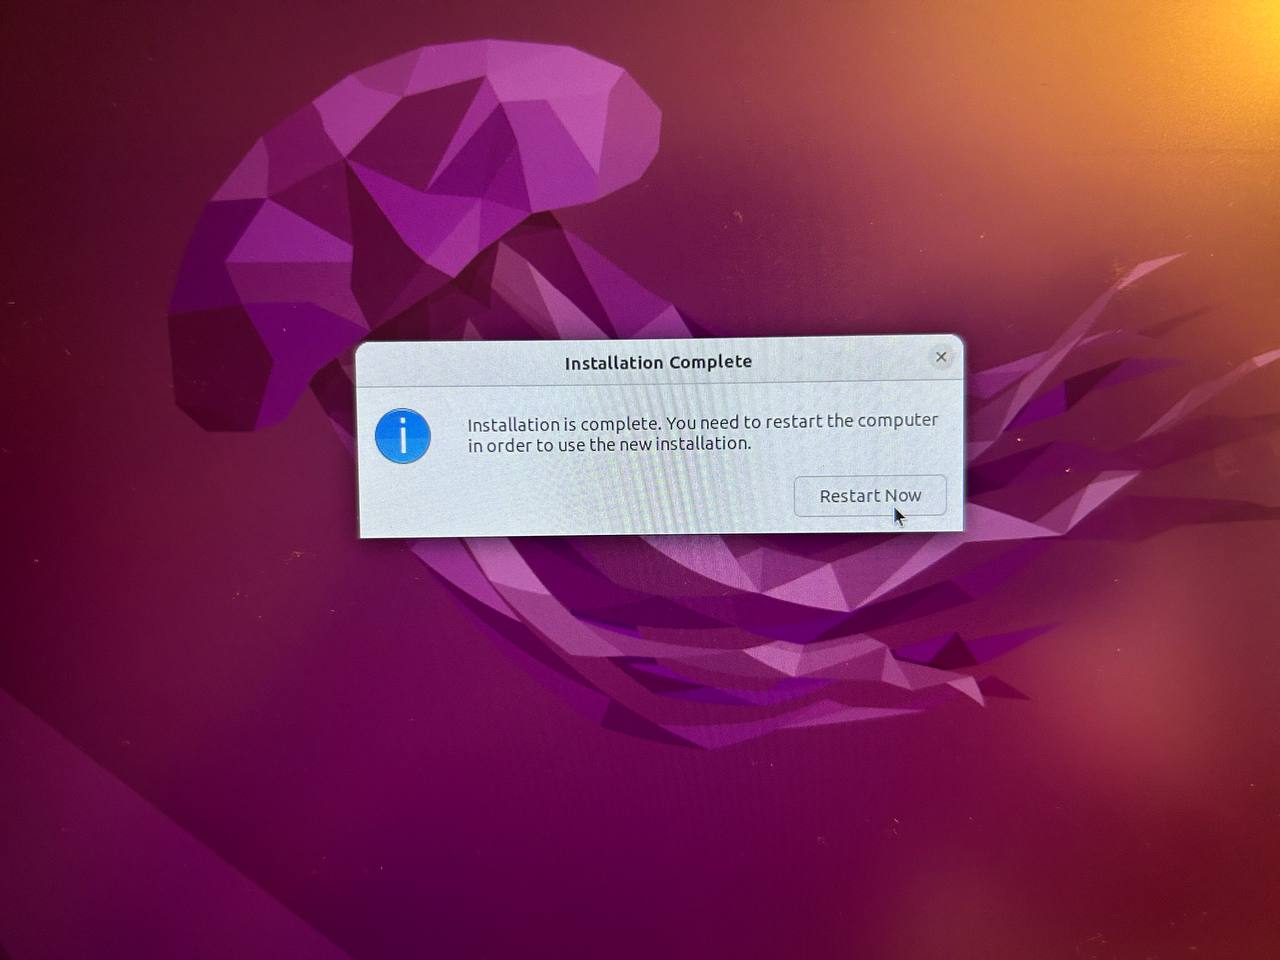 Installation Complete
Installation is complete. You need to restart the computer
in order to use the new installation.
Restart Now